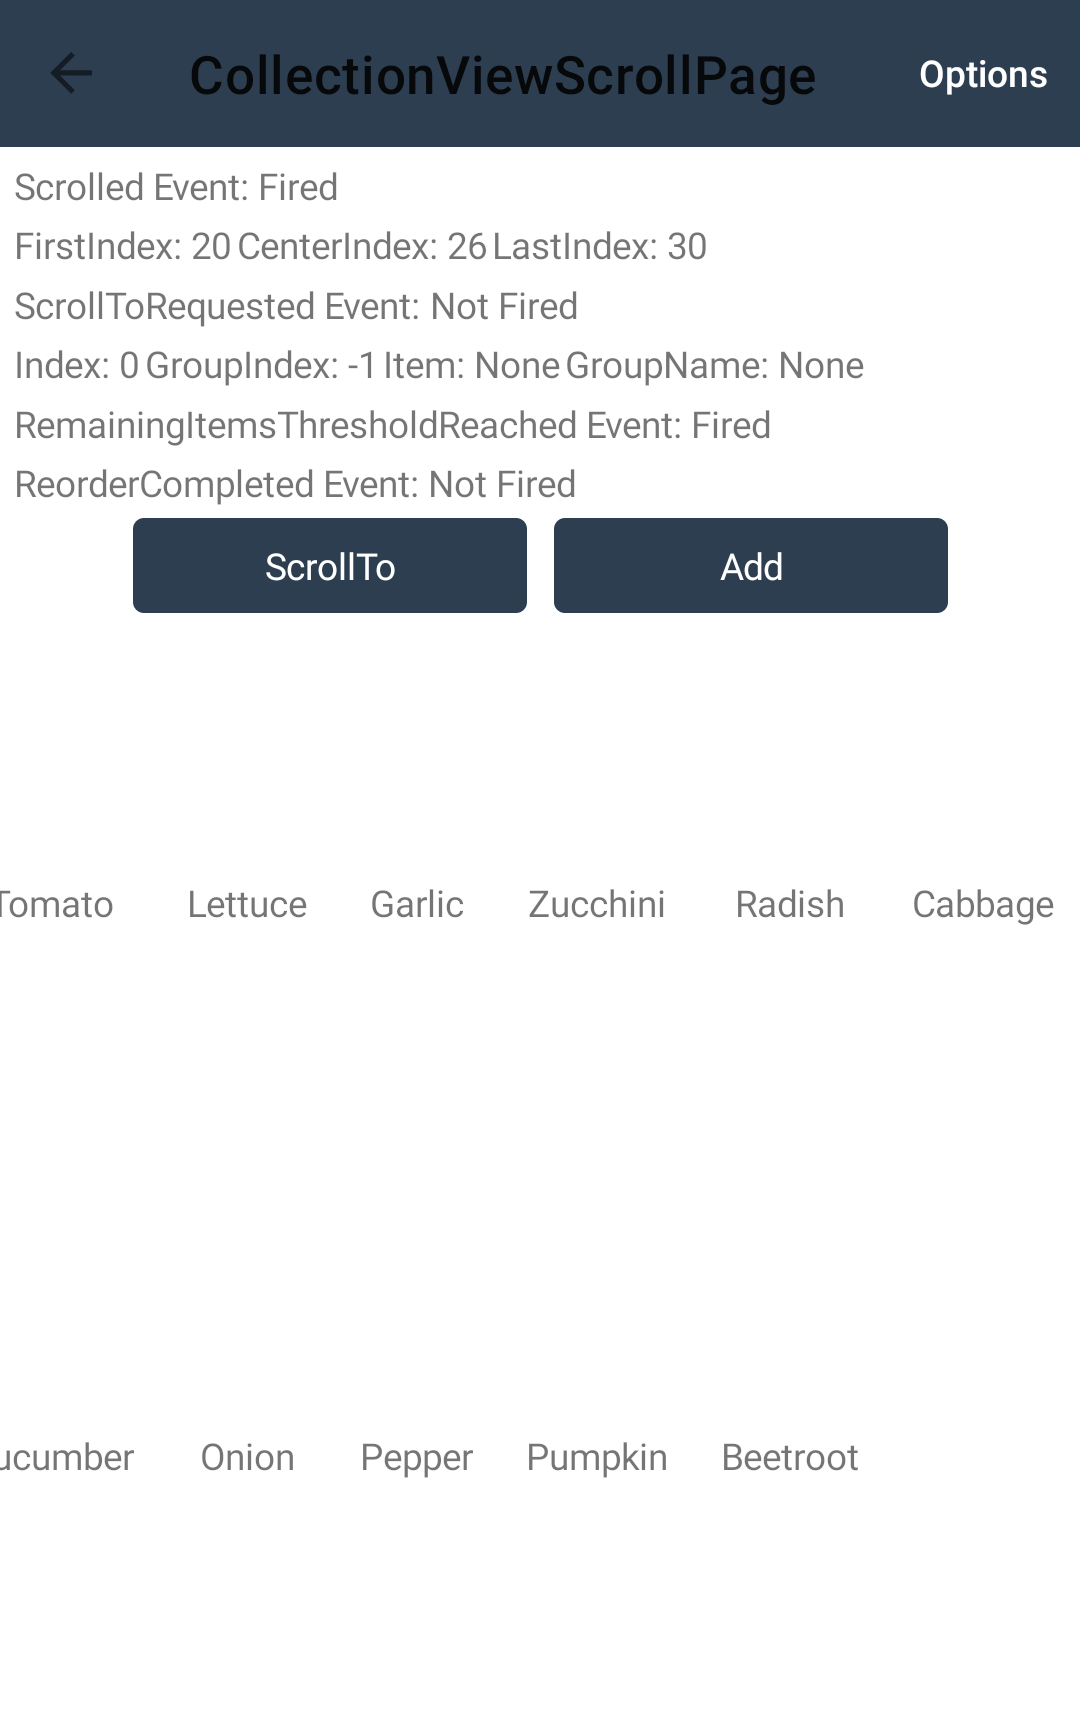 CollectionViewScrollPage Options
Scrolled Event: Fired
FirstIndex: 20 CenterIndex: 26 LastIndex: 30
ScrollToRequested Event: Not Fired
Index: 0 GroupIndex: -1 Item: None GroupName: None
RemainingItemsThresholdReached Event: Fired
ReorderCompleted Event: Not Fired
ScrollTo Add
Tomato Lettuce Garlic Zucchini Radish Cabbage
ucumber Onion Pepper Pumpkin Beetroot